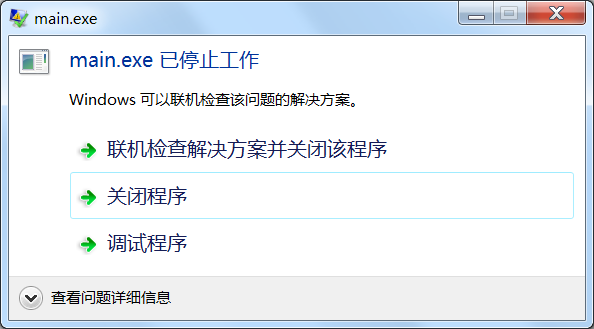 main.exe
main.exe 已停止工作
Windows 可以联机检查该问题的解决方案。
联机检查解决方案并关闭该程序
关闭程序
调试程序
查看问题详细信息